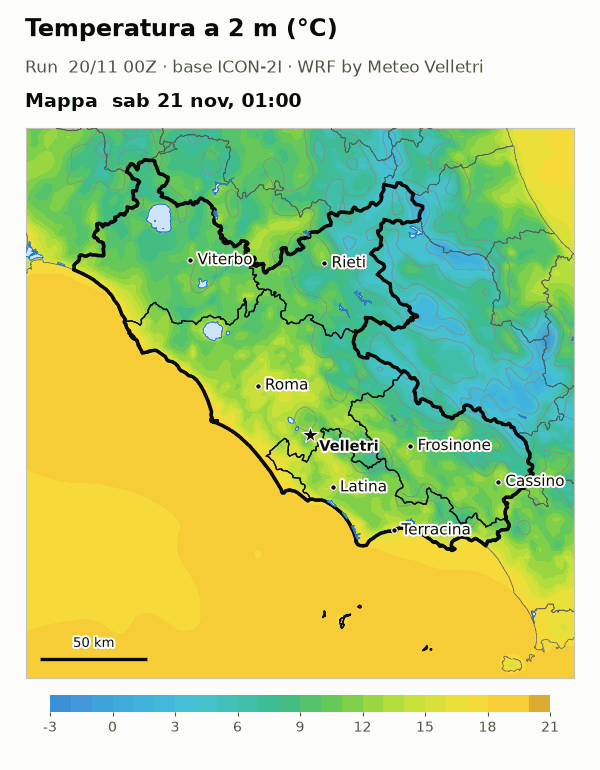 Temperatura a 2 m (°C)
Run  20/11 00Z · base ICON-2I · WRF by Meteo Velletri
Mappa  sab 21 nov, 01:00
Viterbo
Rieti
Roma
Velletri
Frosinone
Cassino
Latina
Terracina
50 km
-3 0 3 6 9 12 15 18 21